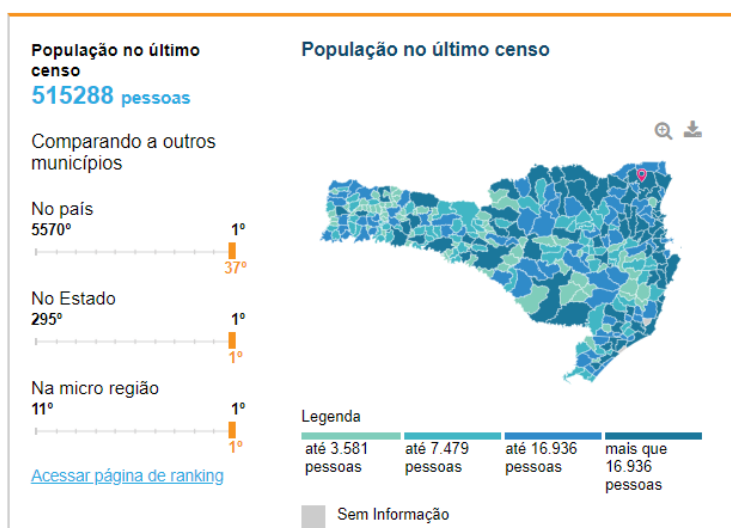 População no último
censo
515288 pessoas
Comparando a outros
municípios
No país
5570º 1º
37º
No Estado
295º 1º
1º
Na micro região
11º 1º
1º
Acessar página de ranking
População no último censo
Legenda
até 3.581
pessoas
até 7.479
pessoas
até 16.936
pessoas
mais que
16.936
pessoas
Sem Informação